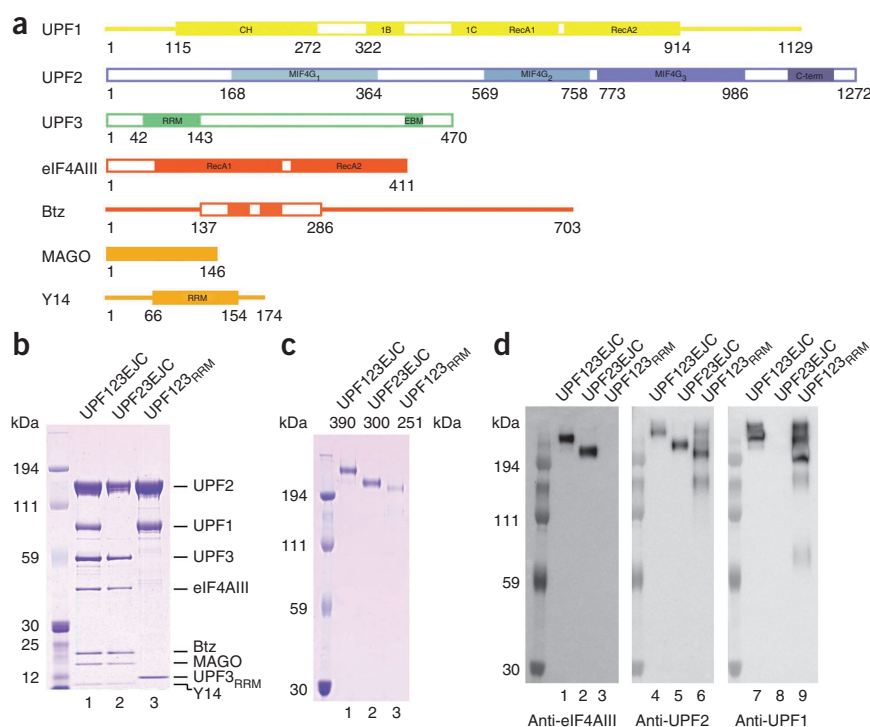 a
UPF1 CH 1B 1C RecA1 RecA2
1 115 272 322 914 1129
UPF2 MIF4G1 MIF4G2 MIF4G3 C-term
1 168 364 569 758 773 986 1272
UPF3 RRM EBM
1 42 143 470
eIF4AIII RecA1 RecA2
1 411
Btz
1 137 286 703
MAGO
1 146
Y14 RRM
1 66 154 174
b
UPF123EJC UPF23EJC UPF123RRM
kDa
194
111
59
30
25
12
UPF2
UPF1
UPF3
eIF4AIII
Btz
MAGO
UPF3RRM
Y14
1 2 3
c
UPF123EJC UPF23EJC UPF123RRM
kDa 390 300 251 kDa
194
111
59
30
1 2 3
d
UPF123EJC UPF23EJC UPF123RRM UPF123EJC UPF23EJC UPF123RRM UPF123EJC UPF23EJC UPF123RRM
kDa
194
111
59
30
1 2 3 4 5 6 7 8 9
Anti-eIF4AIII Anti-UPF2 Anti-UPF1